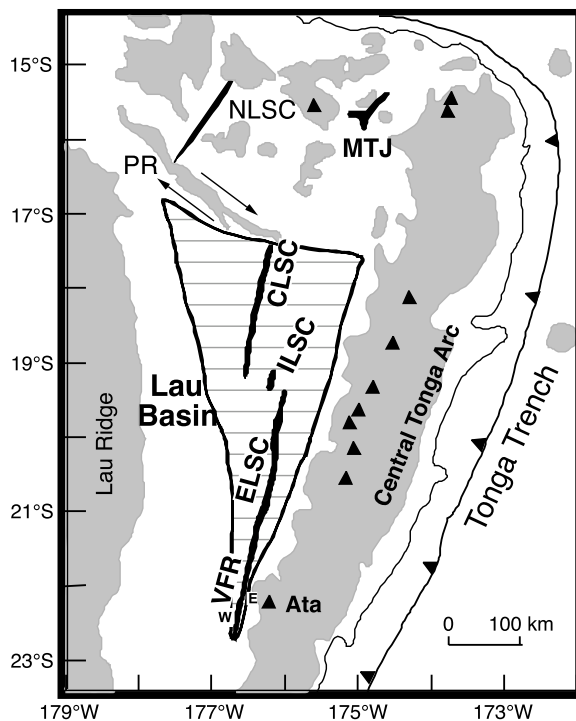 15°S
NLSC
MTJ
PR
17°S
CLSC
ILSC
19°S
Lau
Basin
Central Tonga Arc
Tonga Trench
Lau Ridge
ELSC
21°S
VFR
W
E
Ata
0 100 km
23°S
179°W 177°W 175°W 173°W